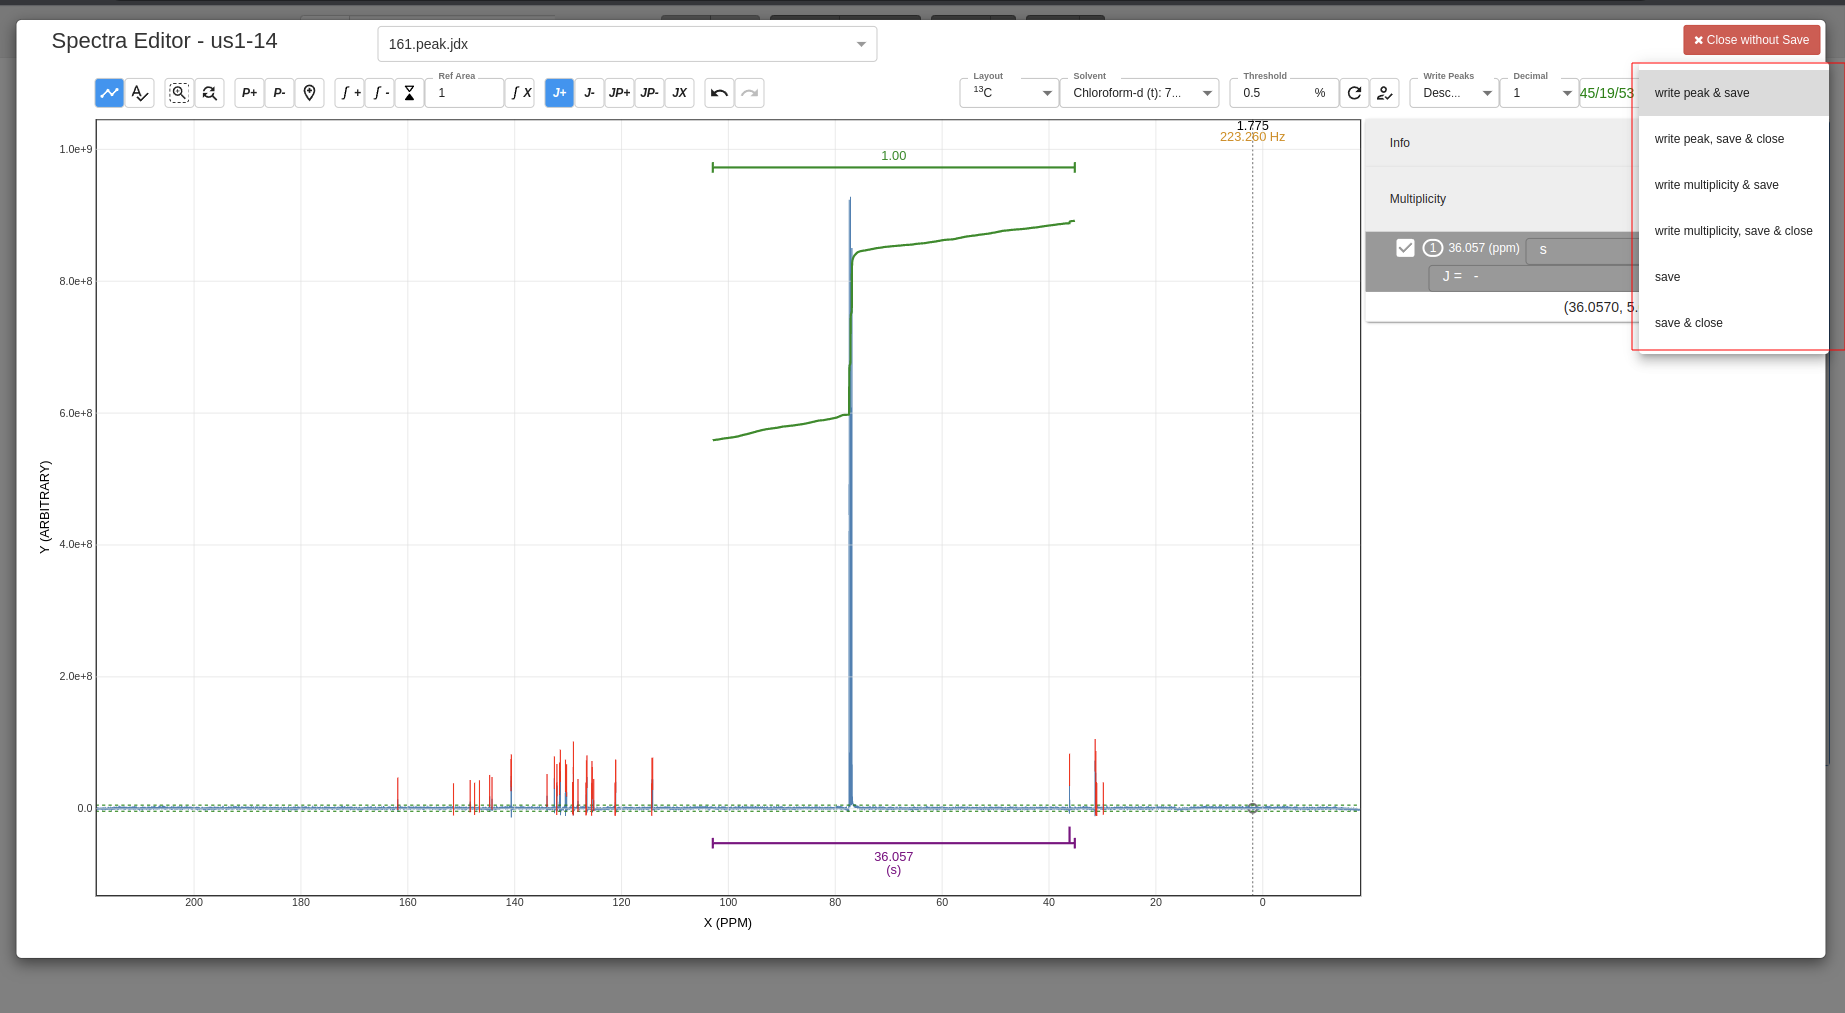 Spectra Editor - us1-14
161.peak.jdx
✖ Close without Save
P+ P- ∫ + ∫ -
Ref Area
1
∫ X
J+ J- JP+ JP- JX
Layout
13C
Solvent
Chloroform-d (t): 7...
Threshold
0.5 %
Write Peaks
Desc...
Decimal
1
45/19/53
write peak & save
write peak, save & close
write multiplicity & save
write multiplicity, save & close
save
save & close
Info
Multiplicity
1 36.057 (ppm) s
J = -
(36.0570, 5.
1.775
223.260 Hz
1.00
1.0e+9
8.0e+8
6.0e+8
4.0e+8
2.0e+8
0.0
Y (ARBITRARY)
36.057
(s)
200 180 160 140 120 100 80 60 40 20 0
X (PPM)